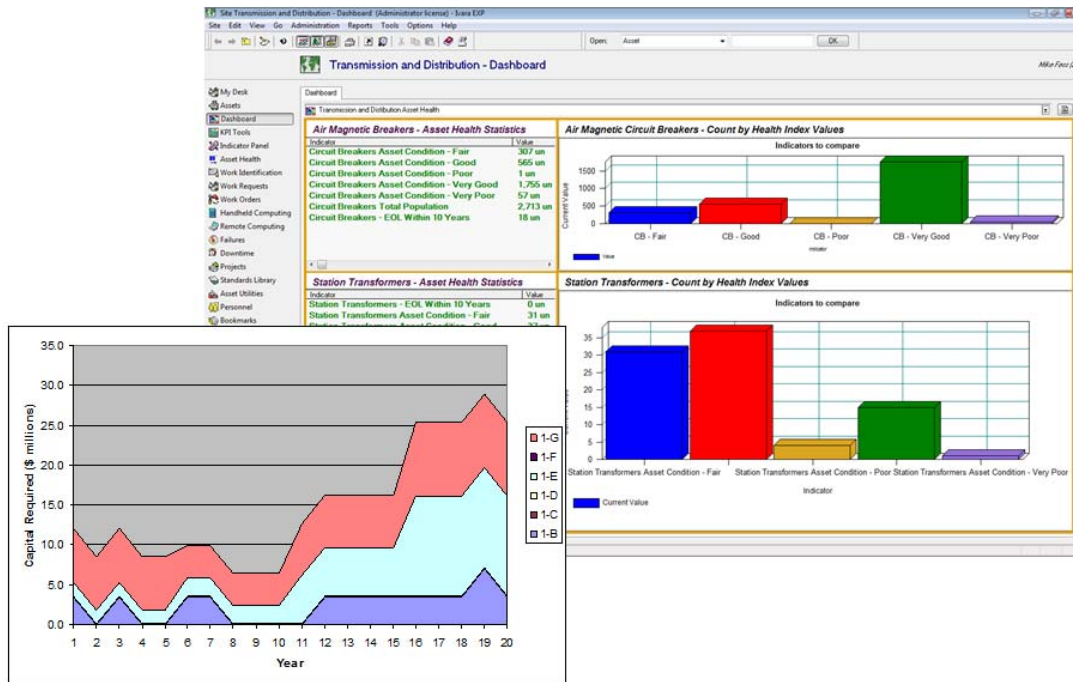 Site Transmission and Distribution - Dashboard (Administrator license) - Ivara EXP
Site Edit View Go Administration Reports Tools Options Help
Open: Asset OK
Transmission and Distribution - Dashboard
My Desk
Assets
Dashboard
KPI Tools
Indicator Panel
Asset Health
Work Identification
Work Requests
Work Orders
Handheld Computing
Remote Computing
Failures
Downtime
Projects
Standards Library
Asset Utilities
Personnel
Bookmarks
Dashboard
Transmission and Distribution Asset Health
Air Magnetic Breakers - Asset Health Statistics
Indicator Value
Circuit Breakers Asset Condition - Fair 307 un
Circuit Breakers Asset Condition - Good 565 un
Circuit Breakers Asset Condition - Poor 1 un
Circuit Breakers Asset Condition - Very Good 1,755 un
Circuit Breakers Asset Condition - Very Poor 57 un
Circuit Breakers Total Population 2,713 un
Circuit Breakers - EOL Within 10 Years 18 un
Air Magnetic Circuit Breakers - Count by Health Index Values
Indicators to compare
Current Value
1500
1000
500
0
CB - Fair CB - Good CB - Poor CB - Very Good CB - Very Poor
Indicator
Value
Station Transformers - Asset Health Statistics
Indicator Value
Station Transformers - EOL Within 10 Years 0 un
Station Transformers Asset Condition - Fair 31 un
Station Transformers - Count by Health Index Values
Indicators to compare
35
30
25
20
15
10
5
0
Station Transformers Asset Condition - Fair Station Transformers Asset Condition - Poor Station Transformers Asset Condition - Very Poor
Indicator
Current Value
Capital Required ($ millions)
35.0
30.0
25.0
20.0
15.0
10.0
5.0
0.0
1 2 3 4 5 6 7 8 9 10 11 12 13 14 15 16 17 18 19 20
Year
1-G
1-F
1-E
1-D
1-C
1-B